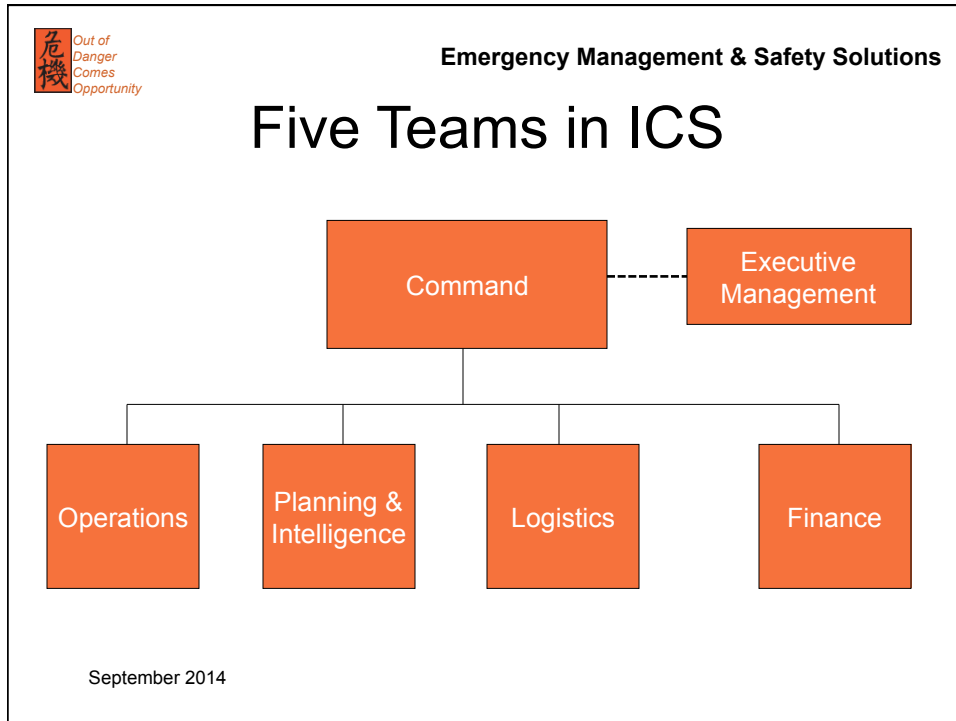 危
機
Out of
Danger
Comes
Opportunity
Emergency Management & Safety Solutions
Five Teams in ICS
Command
Executive
Management
Operations
Planning &
Intelligence
Logistics
Finance
September 2014